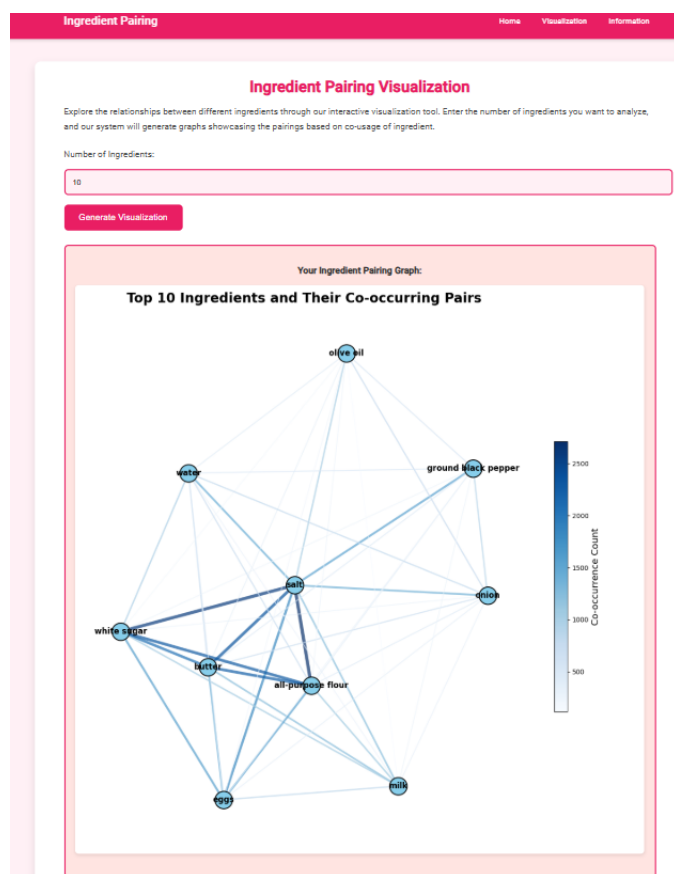 Ingredient Pairing
Home Visualization Information
Ingredient Pairing Visualization
Explore the relationships between different ingredients through our interactive visualization tool. Enter the number of ingredients you want to analyze,
and our system will generate graphs showcasing the pairings based on co-usage of ingredient.
Number of Ingredients:
10
Generate Visualization
Your Ingredient Pairing Graph:
Top 10 Ingredients and Their Co-occurring Pairs
olive oil
ground black pepper
water
salt
onion
white sugar
butter
all-purpose flour
milk
eggs
2500
2000
1500
1000
500
Co-occurrence Count